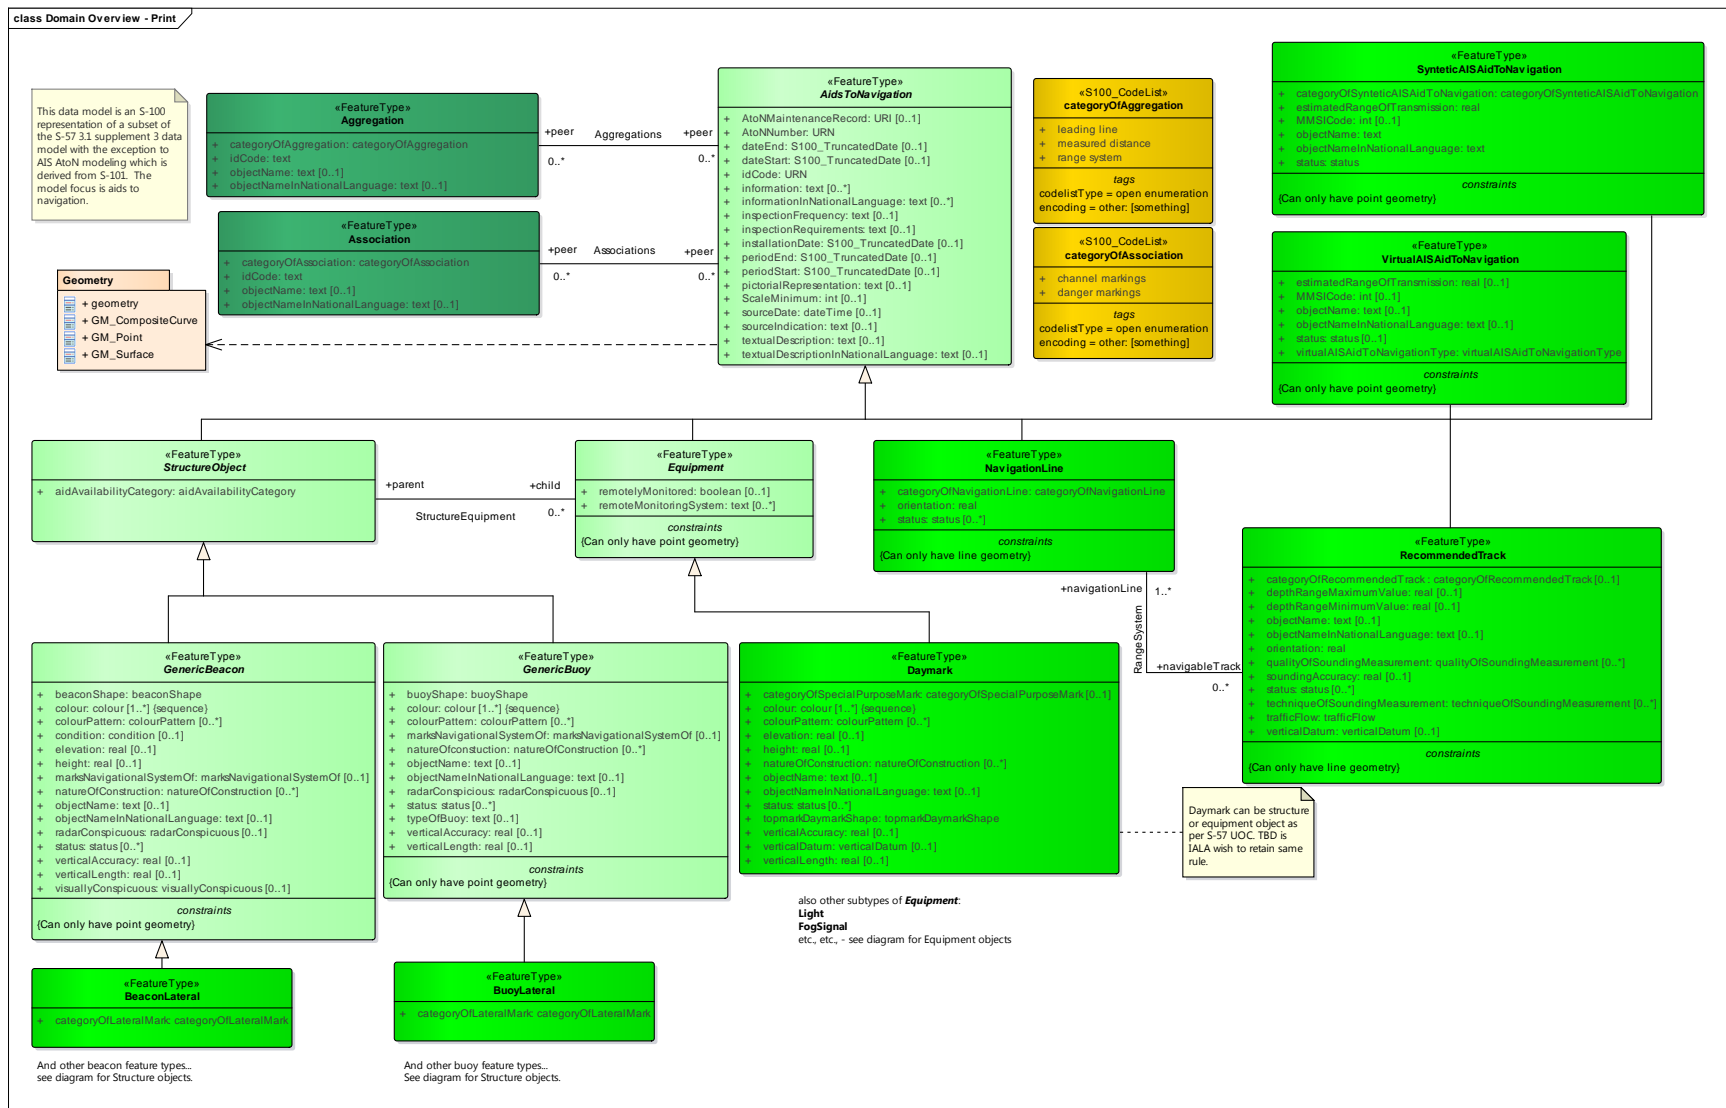 class Domain Overview - Print
This data model is an S-100
representation of a subset of
the S-57 3.1 supplement 3 data
model with the exception to
AIS AtoN modeling which is
derived from S-101.  The
model focus is aids to
navigation.
«FeatureType»
Aggregation
+ categoryOfAggregation: categoryOfAggregation
+ idCode: text
+ objectName: text [0..1]
+ objectNameInNationalLanguage: text [0..1]
+peer
Aggregations
+peer
0..*
0..*
«FeatureType»
Association
+ categoryOfAssociation: categoryOfAssociation
+ idCode: text
+ objectName: text [0..1]
+ objectNameInNationalLanguage: text [0..1]
+peer
Associations
+peer
0..*
0..*
Geometry
+ geometry
+ GM_CompositeCurve
+ GM_Point
+ GM_Surface
«FeatureType»
AidsToNavigation
+ AtoNMaintenanceRecord: URI [0..1]
+ AtoNNumber: URN
+ dateEnd: S100_TruncatedDate [0..1]
+ dateStart: S100_TruncatedDate [0..1]
+ idCode: URN
+ information: text [0..*]
+ informationInNationalLanguage: text [0..*]
+ inspectionFrequency: text [0..1]
+ inspectionRequirements: text [0..1]
+ installationDate: S100_TruncatedDate [0..1]
+ periodEnd: S100_TruncatedDate [0..1]
+ periodStart: S100_TruncatedDate [0..1]
+ pictorialRepresentation: text [0..1]
+ ScaleMinimum: int [0..1]
+ sourceDate: dateTime [0..1]
+ sourceIndication: text [0..1]
+ textualDescription: text [0..1]
+ textualDescriptionInNationalLanguage: text [0..1]
«S100_CodeList»
categoryOfAggregation
+ leading line
+ measured distance
+ range system
tags
codelistType = open enumeration
encoding = other: [something]
«S100_CodeList»
categoryOfAssociation
+ channel markings
+ danger markings
tags
codelistType = open enumeration
encoding = other: [something]
«FeatureType»
SynteticAISAidToNavigation
+ categoryOfSynteticAISAidToNavigation: categoryOfSynteticAISAidToNavigation
+ estimatedRangeOfTransmission: real
+ MMSICode: int [0..1]
+ objectName: text
+ objectNameInNationalLanguage: text
+ status: status
constraints
{Can only have point geometry}
«FeatureType»
VirtualAISAidToNavigation
+ estimatedRangeOfTransmission: real [0..1]
+ MMSICode: int [0..1]
+ objectName: text [0..1]
+ objectNameInNationalLanguage: text [0..1]
+ status: status [0..1]
+ virtualAISAidToNavigationType: virtualAISAidToNavigationType
constraints
{Can only have point geometry}
«FeatureType»
StructureObject
+ aidAvailabilityCategory: aidAvailabilityCategory
+parent
+child
StructureEquipment
0..*
«FeatureType»
Equipment
+ remotelyMonitored: boolean [0..1]
+ remoteMonitoringSystem: text [0..*]
constraints
{Can only have point geometry}
«FeatureType»
NavigationLine
+ categoryOfNavigationLine: categoryOfNavigationLine
+ orientation: real
+ status: status [0..*]
constraints
{Can only have line geometry}
+navigationLine
1..*
RangeSystem
+navigableTrack
0..*
«FeatureType»
RecommendedTrack
+ categoryOfRecommendedTrack : categoryOfRecommendedTrack [0..1]
+ depthRangeMaximumValue: real [0..1]
+ depthRangeMinimumValue: real [0..1]
+ objectName: text [0..1]
+ objectNameInNationalLanguage: text [0..1]
+ orientation: real
+ qualityOfSoundingMeasurement: qualityOfSoundingMeasurement [0..*]
+ soundingAccuracy: real [0..1]
+ status: status [0..*]
+ techniqueOfSoundingMeasurement: techniqueOfSoundingMeasurement [0..*]
+ trafficFlow: trafficFlow
+ verticalDatum: verticalDatum [0..1]
constraints
{Can only have line geometry}
«FeatureType»
GenericBeacon
+ beaconShape: beaconShape
+ colour: colour [1..*] {sequence}
+ colourPattern: colourPattern [0..*]
+ condition: condition [0..1]
+ elevation: real [0..1]
+ height: real [0..1]
+ marksNavigationalSystemOf: marksNavigationalSystemOf [0..1]
+ natureOfConstruction: natureOfConstruction [0..*]
+ objectName: text [0..1]
+ objectNameInNationalLanguage: text [0..1]
+ radarConspicuous: radarConspicuous [0..1]
+ status: status [0..*]
+ verticalAccuracy: real [0..1]
+ verticalLength: real [0..1]
+ visuallyConspicuous: visuallyConspicuous [0..1]
constraints
{Can only have point geometry}
«FeatureType»
GenericBuoy
+ buoyShape: buoyShape
+ colour: colour [1..*] {sequence}
+ colourPattern: colourPattern [0..*]
+ marksNavigationalSystemOf: marksNavigationalSystemOf [0..1]
+ natureOfconstuction: natureOfConstruction [0..*]
+ objectName: text [0..1]
+ objectNameInNationalLanguage: text [0..1]
+ radarConspicious: radarConspicuous [0..1]
+ status: status [0..*]
+ typeOfBuoy: text [0..1]
+ verticalAccuracy: real [0..1]
+ verticalLength: real [0..1]
constraints
{Can only have point geometry}
«FeatureType»
Daymark
+ categoryOfSpecialPurposeMark: categoryOfSpecialPurposeMark [0..1]
+ colour: colour [1..*] {sequence}
+ colourPattern: colourPattern [0..*]
+ elevation: real [0..1]
+ height: real [0..1]
+ natureOfConstruction: natureOfConstruction [0..*]
+ objectName: text [0..1]
+ objectNameinNationalLanguage: text [0..1]
+ status: status [0..*]
+ topmarkDaymarkShape: topmarkDaymarkShape
+ verticalAccuracy: real [0..1]
+ verticalDatum: verticalDatum [0..1]
+ verticalLength: real [0..1]
Daymark can be structure
or equipment object as
per S-57 UOC. TBD is
IALA wish to retain same
rule.
also other subtypes of Equipment:
Light
FogSignal
etc., etc., - see diagram for Equipment objects
«FeatureType»
BeaconLateral
+ categoryOfLateralMark: categoryOfLateralMark
«FeatureType»
BuoyLateral
+ categoryOfLateralMark: categoryOfLateralMark
And other beacon feature types...
see diagram for Structure objects.
And other buoy feature types...
See diagram for Structure objects.